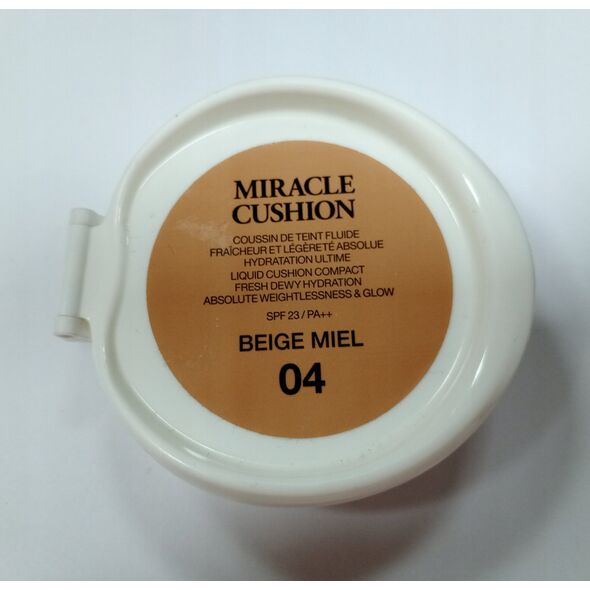 MIRACLE
CUSHION
COUSSIN DE TEINT FLUIDE
FRAÎCHEUR ET LÉGÈRETÉ ABSOLUE
HYDRATATION ULTIME
LIQUID CUSHION COMPACT
FRESH DEWY HYDRATION
ABSOLUTE WEIGHTLESSNESS & GLOW
SPF 23 / PA++
BEIGE MIEL
04